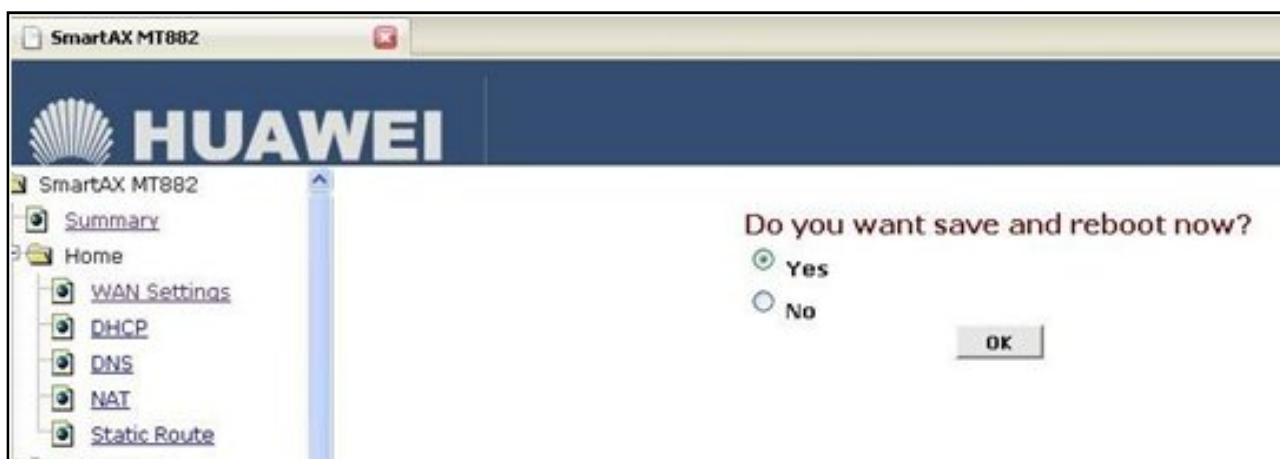 SmartAX MT882
HUAWEI
SmartAX MT882
Summary
Home
WAN Settings
DHCP
DNS
NAT
Static Route
Do you want save and reboot now?
Yes
No
OK